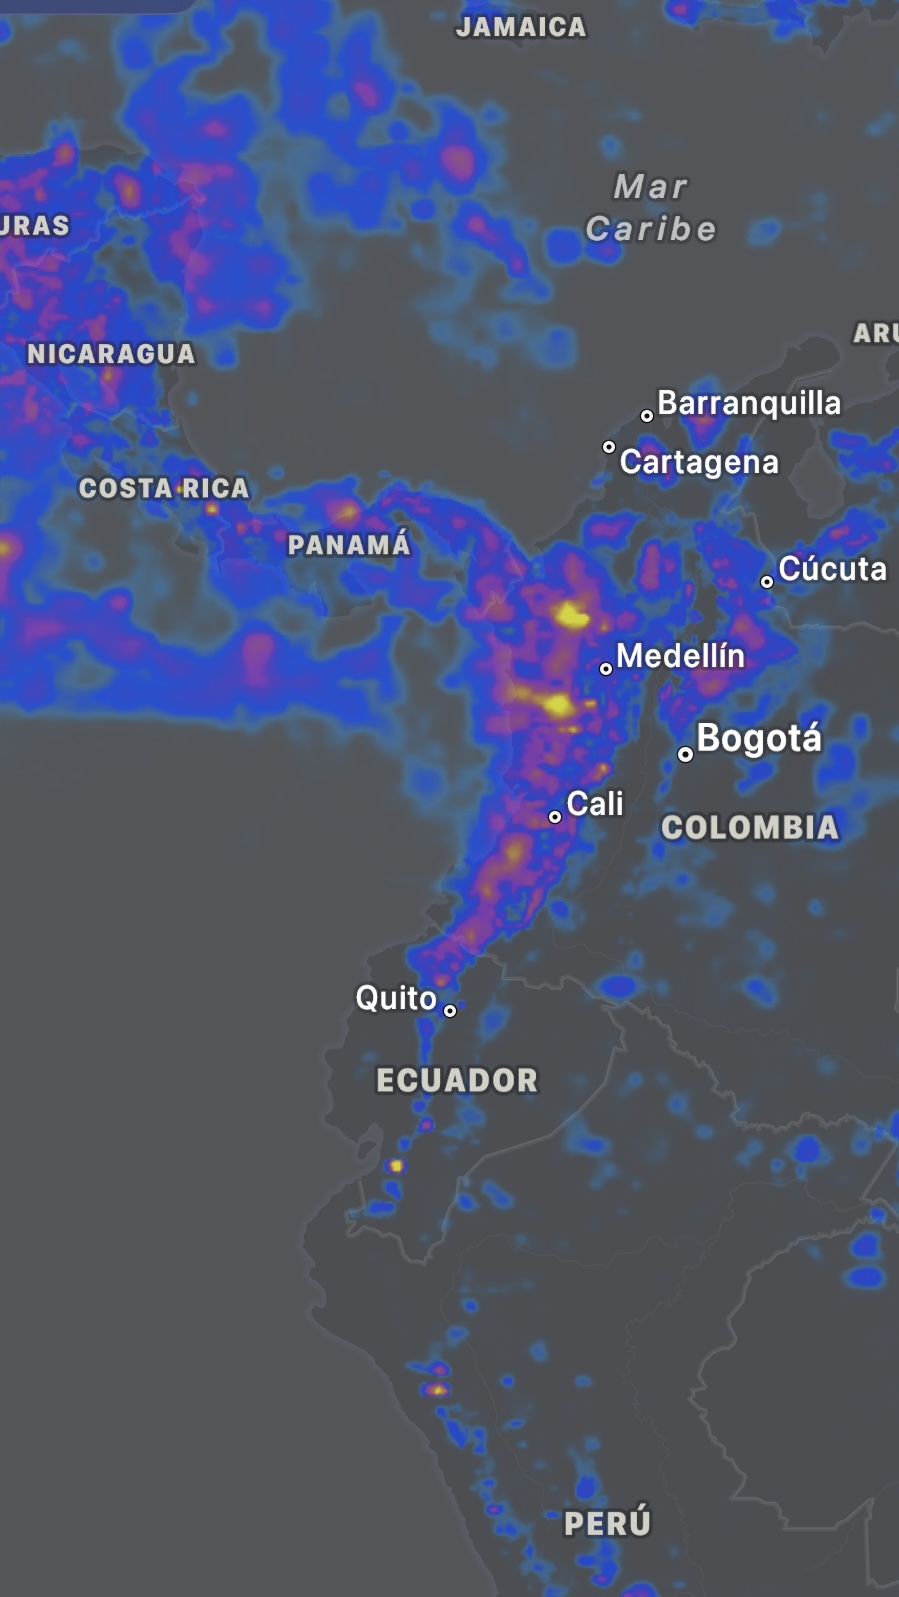 JAMAICA
Mar
Caribe
URAS
NICARAGUA
ARU
Barranquilla
Cartagena
COSTA RICA
PANAMÁ
Cúcuta
Medellín
Bogotá
Cali
COLOMBIA
Quito
ECUADOR
PERÚ